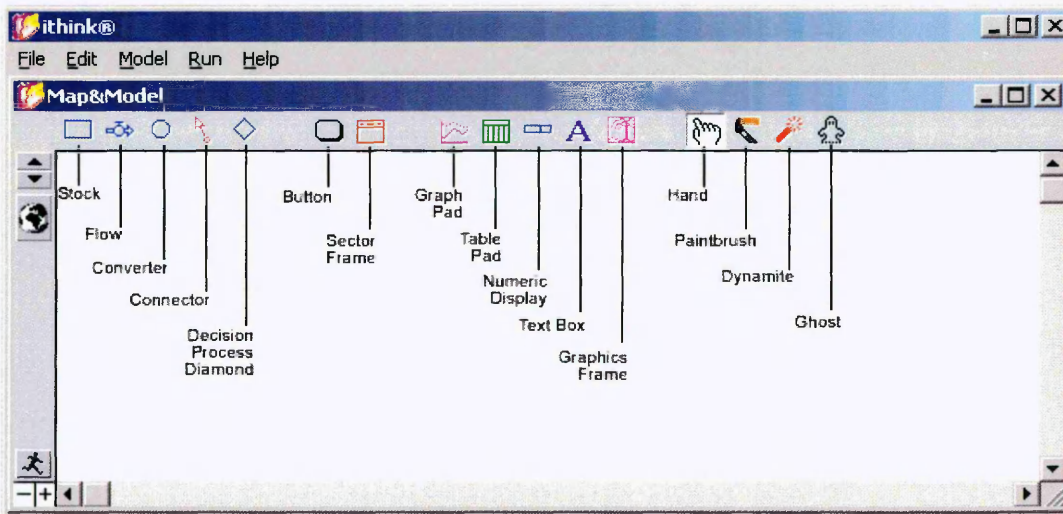 ithink®
File Edit Model Run Help
Map&Model
A
Stock
Button
Graph
Pad
Hand
Flow
Sector
Frame
Table
Pad
Paintbrush
Converter
Numeric
Display
Dynamite
Connector
Text Box
Ghost
Decision
Process
Diamond
Graphics
Frame